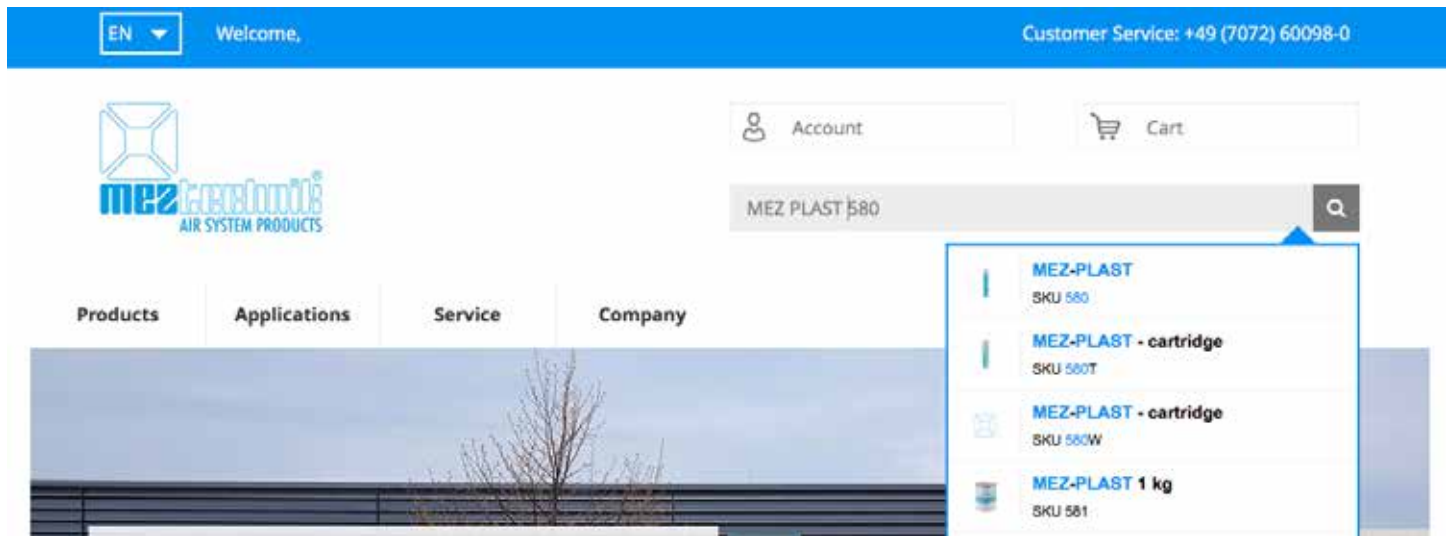 EN Welcome, Customer Service: +49 (7072) 60098-0
Account Cart
meztechnik®
AIR SYSTEM PRODUCTS
MEZ PLAST 580
Products Applications Service Company
MEZ-PLAST
SKU 580
MEZ-PLAST - cartridge
SKU 580T
MEZ-PLAST - cartridge
SKU 580W
MEZ-PLAST 1 kg
SKU 581